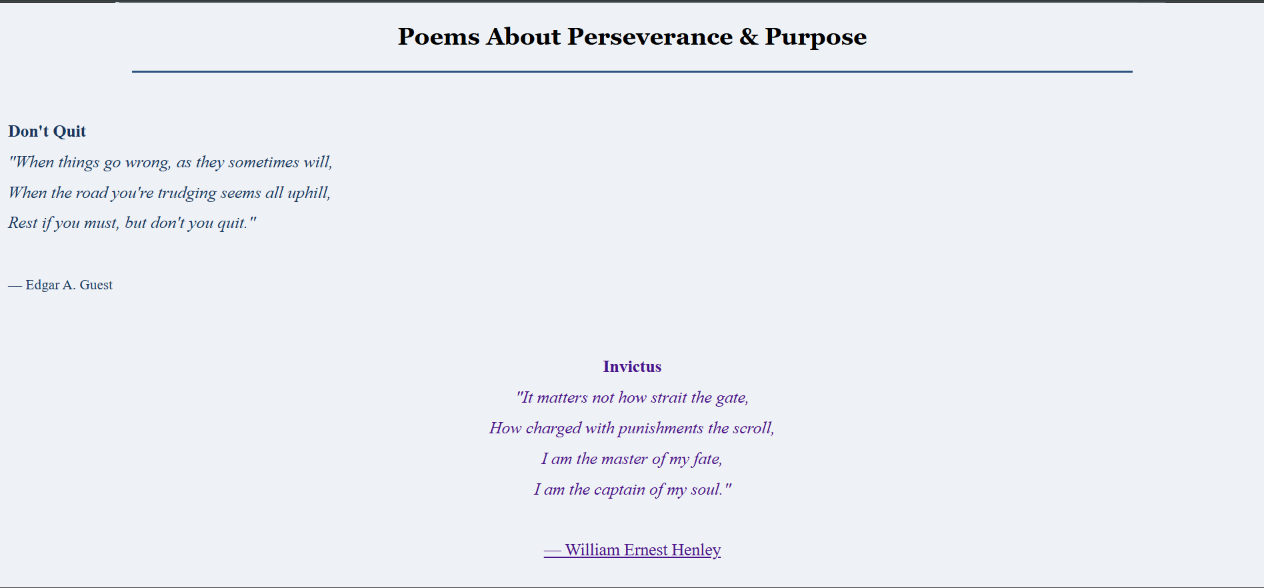 Poems About Perseverance & Purpose
Don't Quit
"When things go wrong, as they sometimes will,
When the road you're trudging seems all uphill,
Rest if you must, but don't you quit."
— Edgar A. Guest
Invictus
"It matters not how strait the gate,
How charged with punishments the scroll,
I am the master of my fate,
I am the captain of my soul."
— William Ernest Henley